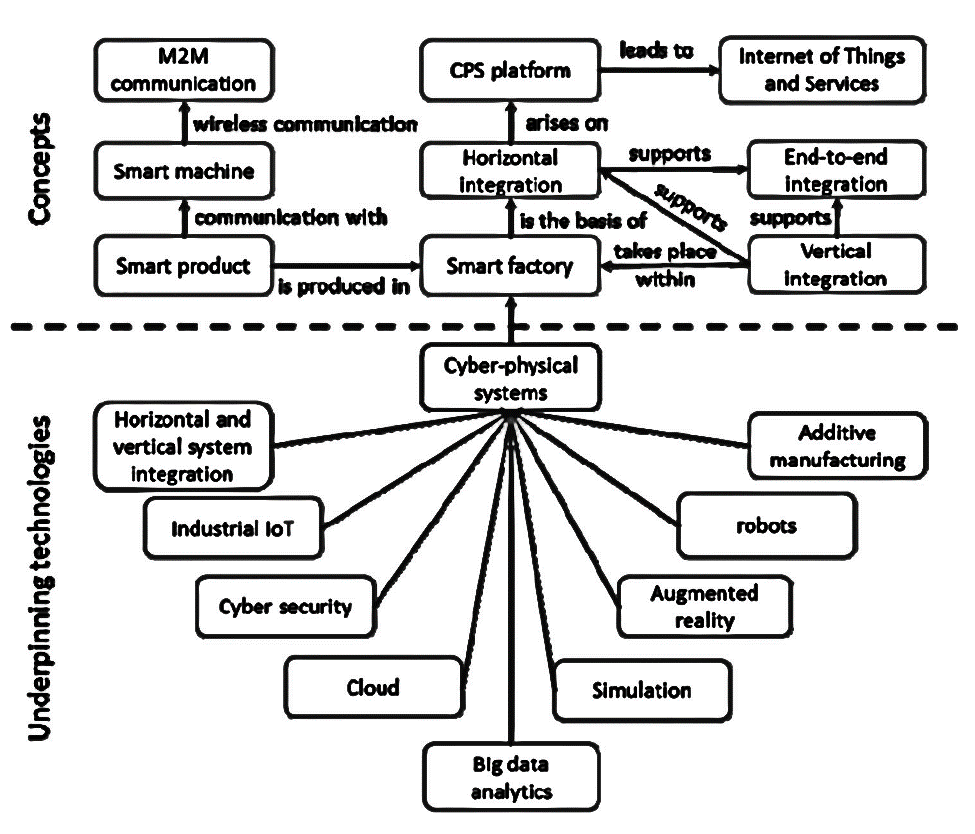 Concepts
M2M
communication
CPS platform
leads to
Internet of Things
and Services
wireless communication
arises on
Smart machine
Horizontal
integration
supports
End-to-end
integration
communication with
is the basis of
supports
supports
Smart product
is produced in
Smart factory
takes place
within
Vertical
integration
Underpinning technologies
Cyber-physical
systems
Horizontal and
vertical system
integration
Additive
manufacturing
Industrial IoT
robots
Cyber security
Augmented
reality
Cloud
Simulation
Big data
analytics